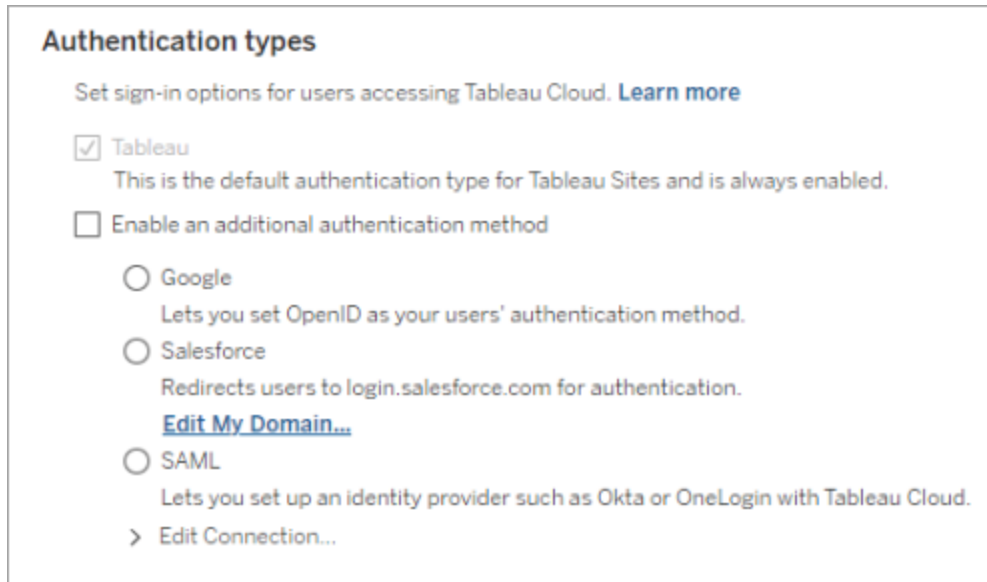 Authentication types
Set sign-in options for users accessing Tableau Cloud. Learn more
Tableau
This is the default authentication type for Tableau Sites and is always enabled.
Enable an additional authentication method
Google
Lets you set OpenID as your users' authentication method.
Salesforce
Redirects users to login.salesforce.com for authentication.
Edit My Domain...
SAML
Lets you set up an identity provider such as Okta or OneLogin with Tableau Cloud.
Edit Connection...